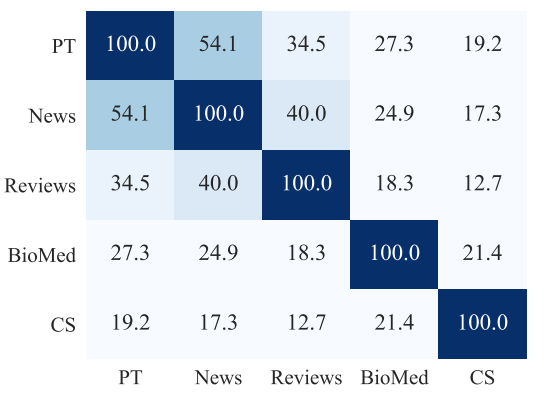 PT 100.0 54.1 34.5 27.3 19.2
News 54.1 100.0 40.0 24.9 17.3
Reviews 34.5 40.0 100.0 18.3 12.7
BioMed 27.3 24.9 18.3 100.0 21.4
CS 19.2 17.3 12.7 21.4 100.0
PT News Reviews BioMed CS